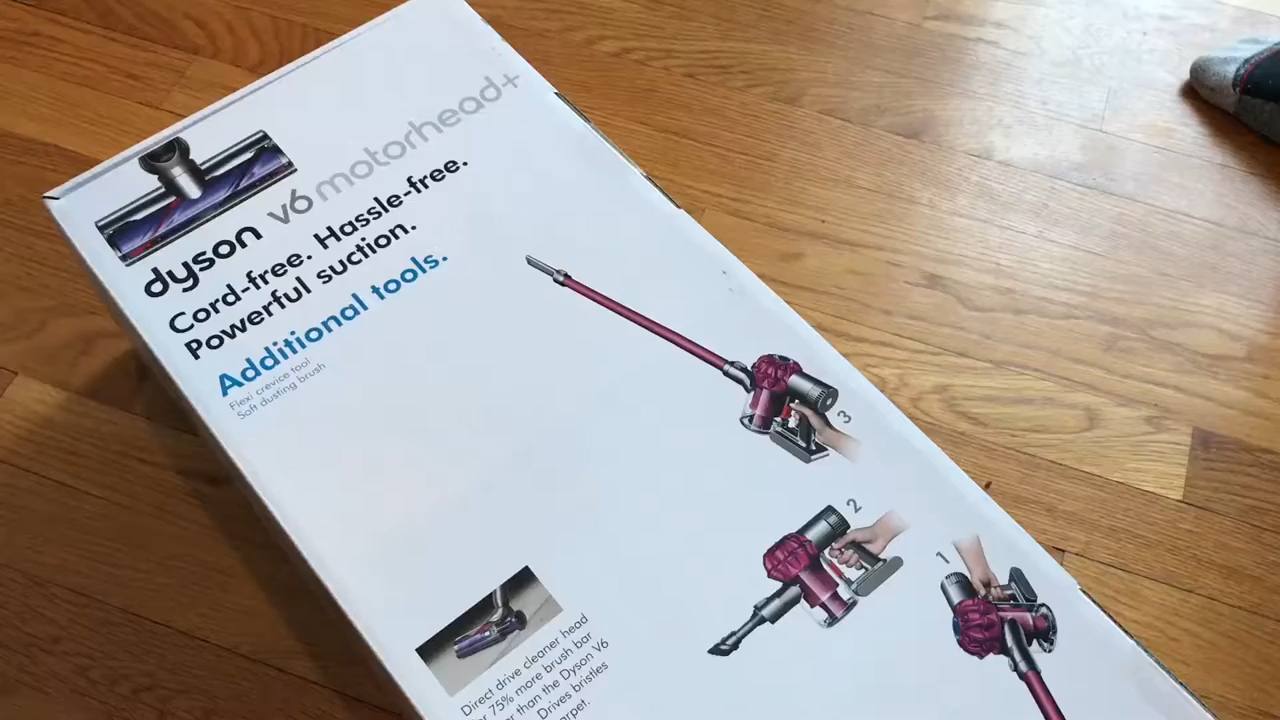 dyson v6 motorhead+
Cord-free. Hassle-free.
Powerful suction.
Additional tools.
Flexi crevice tool
Soft dusting brush
3
2
1
Direct drive cleaner head
75% more brush bar
than the Dyson V6
Drives bristles